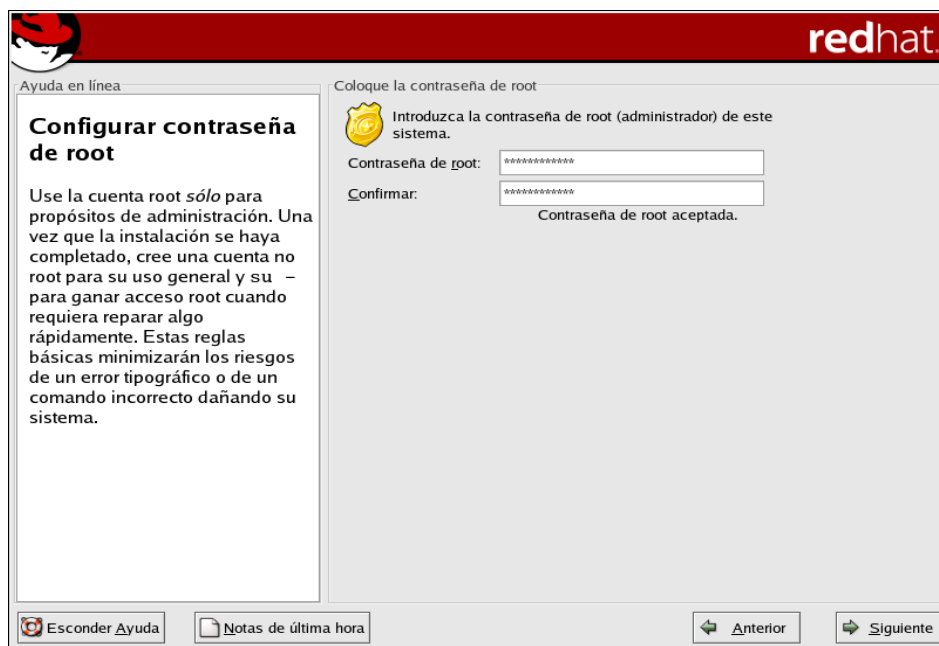 redhat.
Ayuda en línea
Configurar contraseña
de root
Use la cuenta root sólo para
propósitos de administración. Una
vez que la instalación se haya
completado, cree una cuenta no
root para su uso general y su –
para ganar acceso root cuando
requiera reparar algo
rápidamente. Estas reglas
básicas minimizarán los riesgos
de un error tipográfico o de un
comando incorrecto dañando su
sistema.
Coloque la contraseña de root
Introduzca la contraseña de root (administrador) de este
sistema.
Contraseña de root: ************
Confirmar: ************
Contraseña de root aceptada.
Esconder Ayuda
Notas de última hora
Anterior
Siguiente